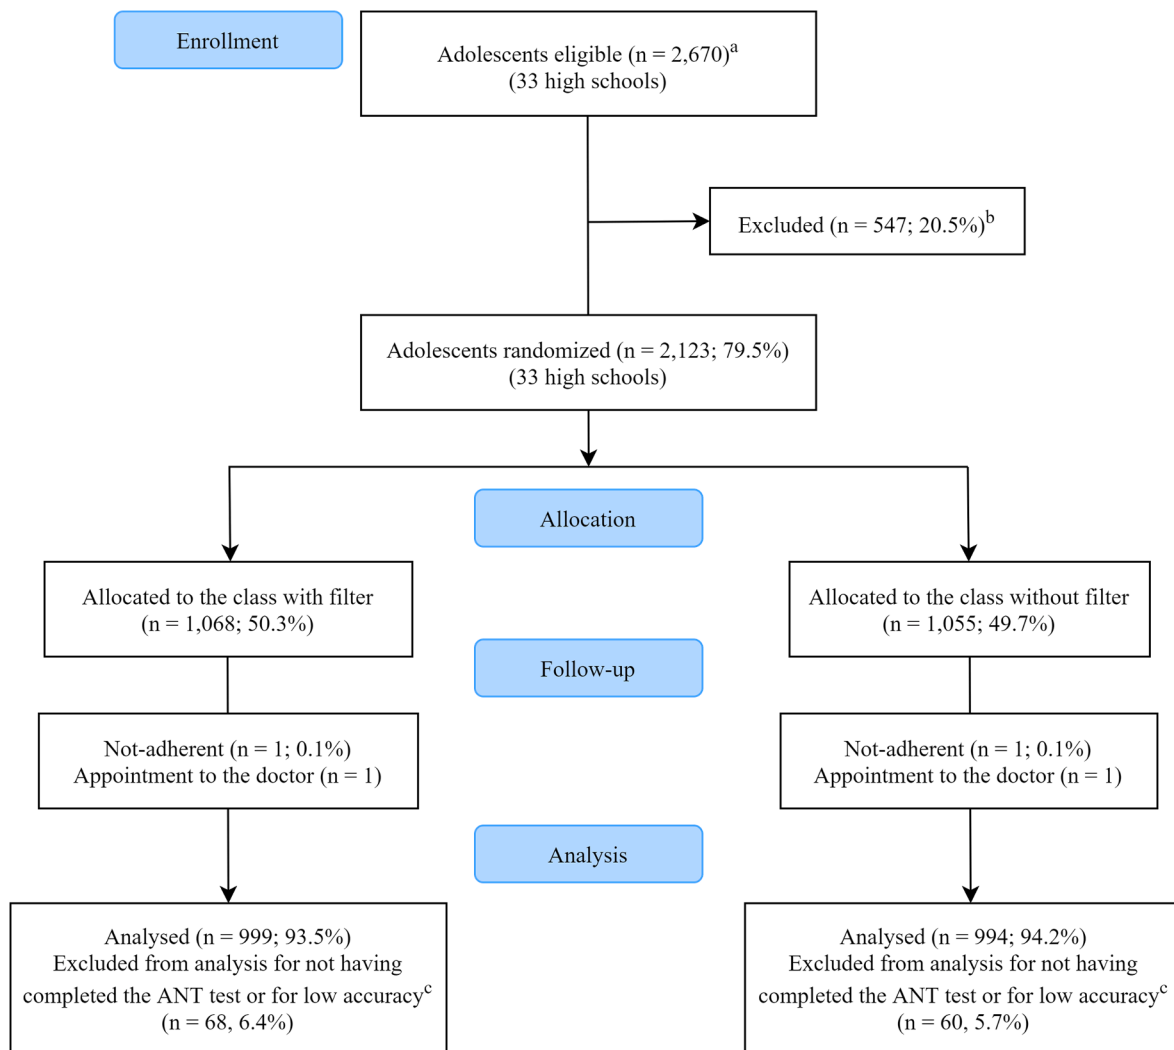 Enrollment
Adolescents eligible (n = 2,670)a
(33 high schools)
Excluded (n = 547; 20.5%)b
Adolescents randomized (n = 2,123; 79.5%)
(33 high schools)
Allocation
Allocated to the class with filter
(n = 1,068; 50.3%)
Allocated to the class without filter
(n = 1,055; 49.7%)
Follow-up
Not-adherent (n = 1; 0.1%)
Appointment to the doctor (n = 1)
Not-adherent (n = 1; 0.1%)
Appointment to the doctor (n = 1)
Analysis
Analysed (n = 999; 93.5%)
Excluded from analysis for not having
completed the ANT test or for low accuracyc
(n = 68, 6.4%)
Analysed (n = 994; 94.2%)
Excluded from analysis for not having
completed the ANT test or for low accuracyc
(n = 60, 5.7%)